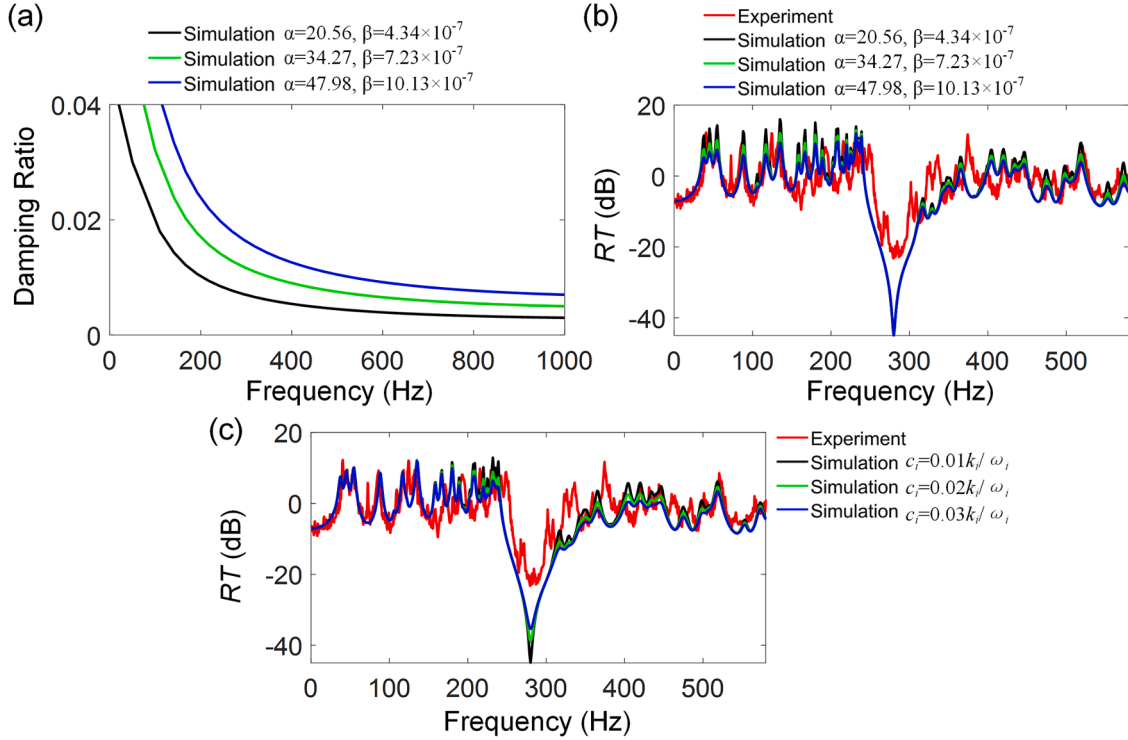 (a)
Simulation α=20.56, β=4.34×10⁻⁷
Simulation α=34.27, β=7.23×10⁻⁷
Simulation α=47.98, β=10.13×10⁻⁷
0.04
0.02
0
Damping Ratio
0 200 400 600 800 1000
Frequency (Hz)
(b)
Experiment
Simulation α=20.56, β=4.34×10⁻⁷
Simulation α=34.27, β=7.23×10⁻⁷
Simulation α=47.98, β=10.13×10⁻⁷
20
0
-20
-40
RT (dB)
0 100 200 300 400 500
Frequency (Hz)
(c)
20
0
-20
-40
RT (dB)
0 100 200 300 400 500
Frequency (Hz)
Experiment
Simulation cᵢ=0.01kᵢ/ ωᵢ
Simulation cᵢ=0.02kᵢ/ ωᵢ
Simulation cᵢ=0.03kᵢ/ ωᵢ